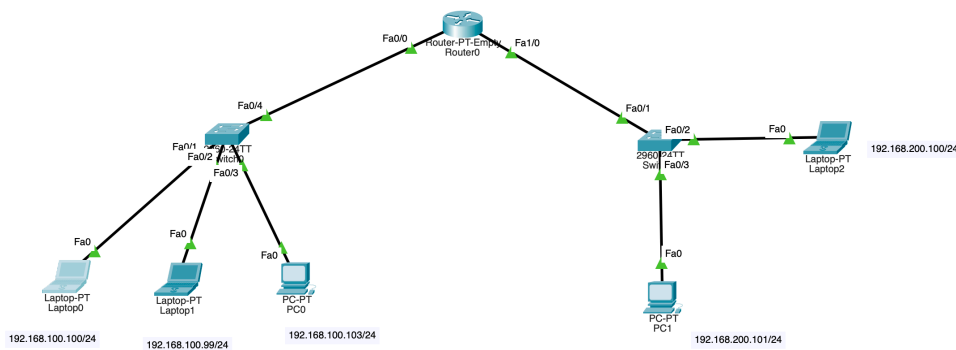 Fa0/0
Router-PT-Empty
Router0
Fa1/0
Fa0/4
Fa0/1
Fa0/2
Fa0/3
Fa0/1
Fa0/2
Fa0/3
Fa0
Laptop-PT
Laptop2
192.168.200.100/24
Fa0
Laptop-PT
Laptop0
192.168.100.100/24
Fa0
Laptop-PT
Laptop1
192.168.100.99/24
Fa0
PC-PT
PC0
192.168.100.103/24
Fa0
PC-PT
PC1
192.168.200.101/24